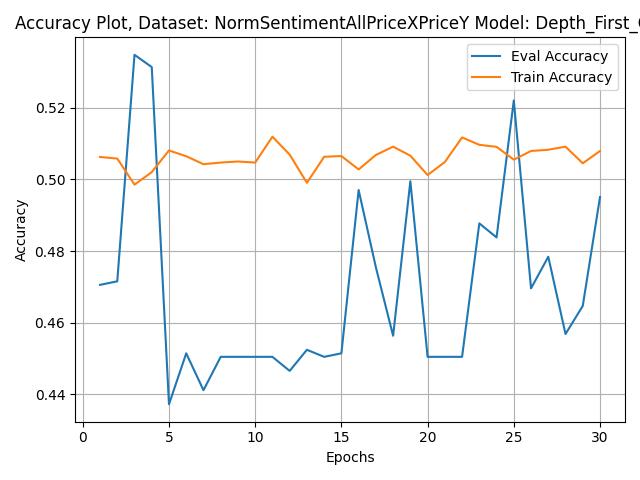 Accuracy Plot, Dataset: NormSentimentAllPriceXPriceY Model: Depth_First_
Eval Accuracy
Train Accuracy
0.52
0.50
0.48
0.46
0.44
Accuracy
0 5 10 15 20 25 30
Epochs